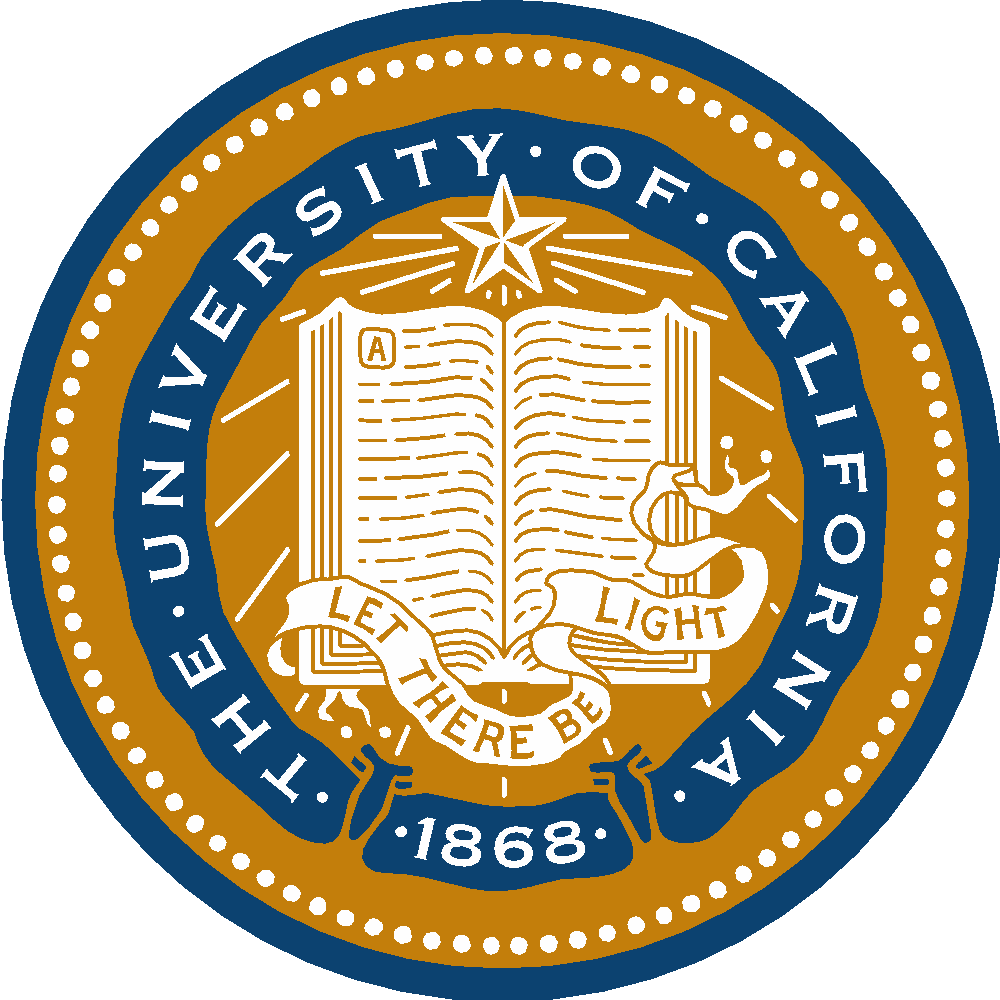 · THE · UNIVERSITY · OF · CALIFORNIA ·
A
LET THERE BE LIGHT
· 1868 ·